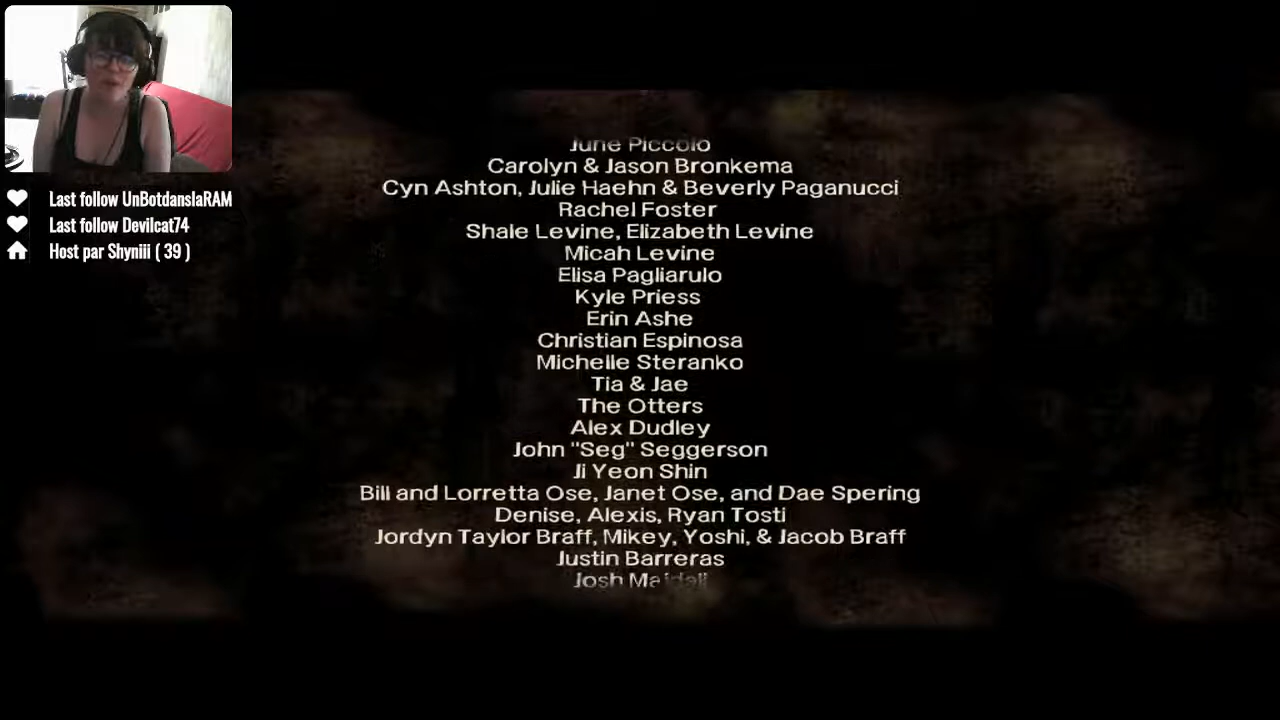 Last follow UnBotdanslaRAM
Last follow Devilcat74
Host par Shyniii ( 39 )
June Piccolo
Carolyn & Jason Bronkema
Cyn Ashton, Julie Haehn & Beverly Paganucci
Rachel Foster
Shale Levine, Elizabeth Levine
Micah Levine
Elisa Pagliarulo
Kyle Priess
Erin Ashe
Christian Espinosa
Michelle Steranko
Tia & Jae
The Otters
Alex Dudley
John "Seg" Seggerson
Ji Yeon Shin
Bill and Lorretta Ose, Janet Ose, and Dae Spering
Denise, Alexis, Ryan Tosti
Jordyn Taylor Braff, Mikey, Yoshi, & Jacob Braff
Justin Barreras
Josh